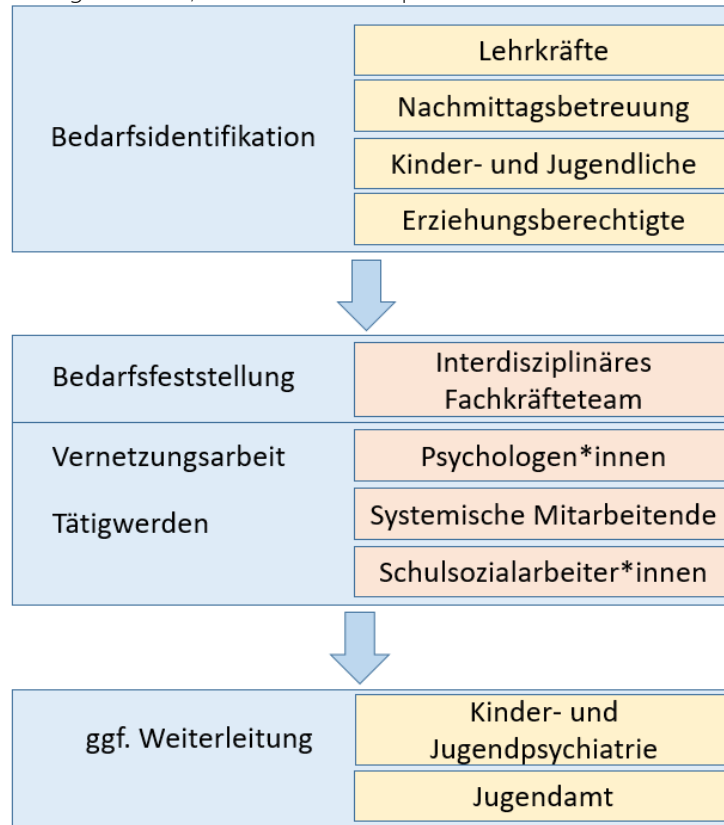 Lehrkräfte
Nachmittagsbetreuung
Bedarfsidentifikation
Kinder- und Jugendliche
Erziehungsberechtigte
Bedarfsfeststellung
Interdisziplinäres
Fachkräfteteam
Vernetzungsarbeit
Psychologen*innen
Tätigwerden
Systemische Mitarbeitende
Schulsozialarbeiter*innen
ggf. Weiterleitung
Kinder- und
Jugendpsychiatrie
Jugendamt